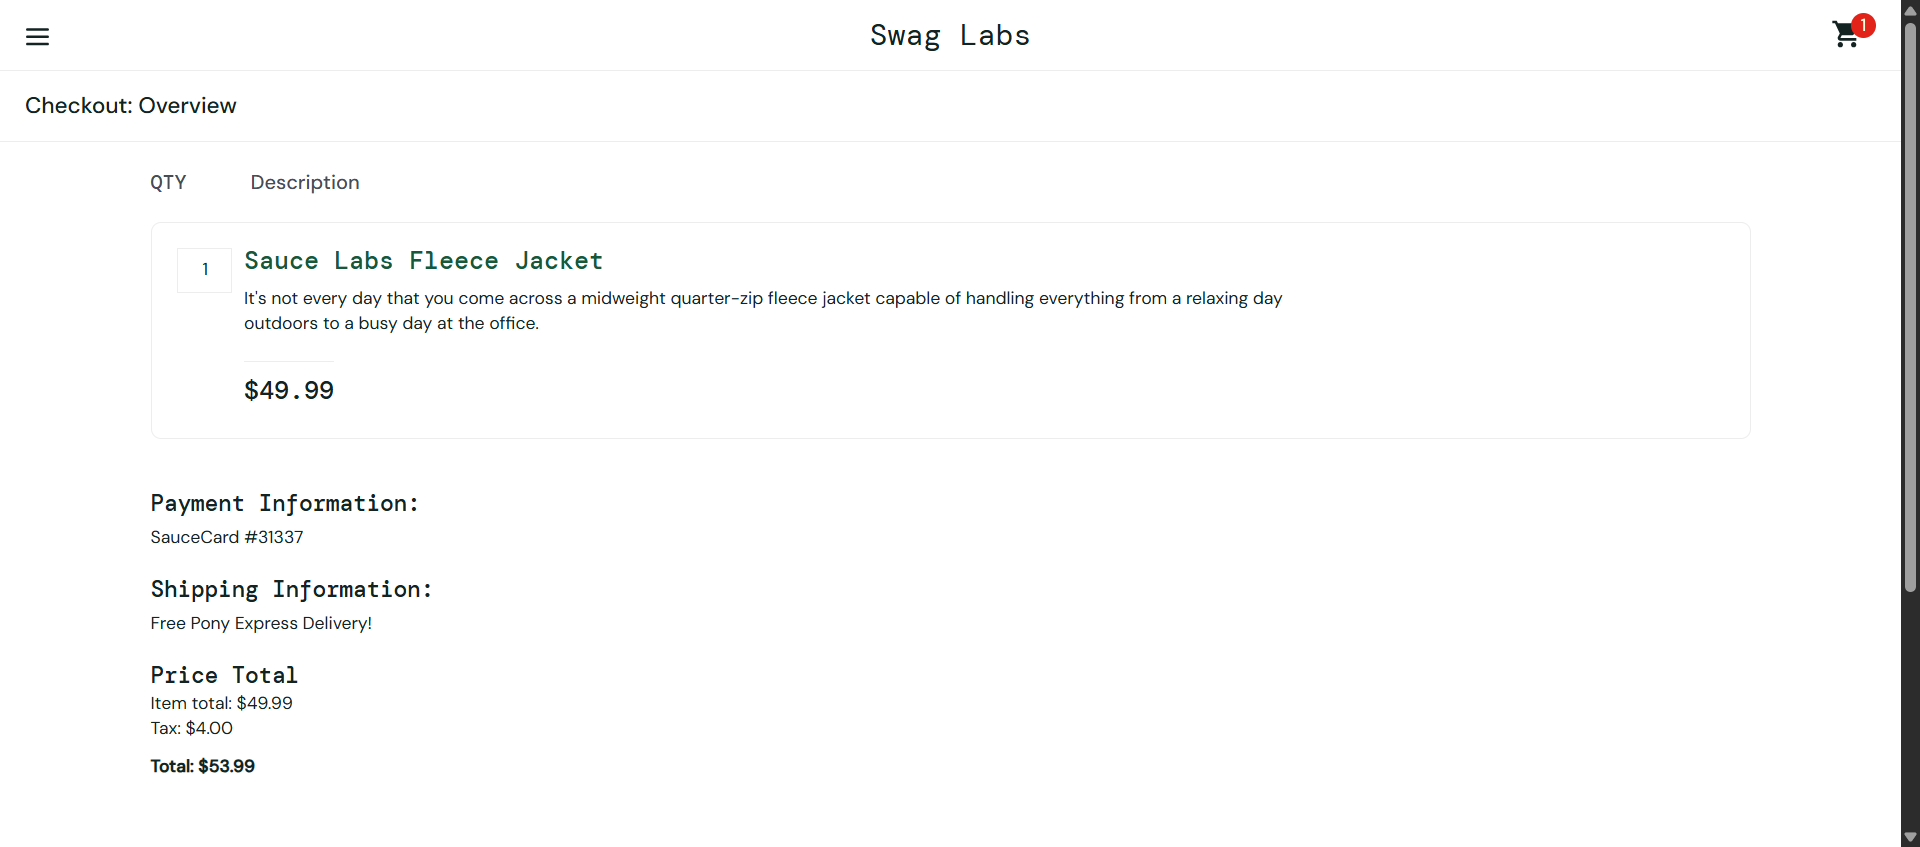 Swag Labs
1
Checkout: Overview
QTY Description
1
Sauce Labs Fleece Jacket
It's not every day that you come across a midweight quarter-zip fleece jacket capable of handling everything from a relaxing day
outdoors to a busy day at the office.
$49.99
Payment Information:
SauceCard #31337
Shipping Information:
Free Pony Express Delivery!
Price Total
Item total: $49.99
Tax: $4.00
Total: $53.99